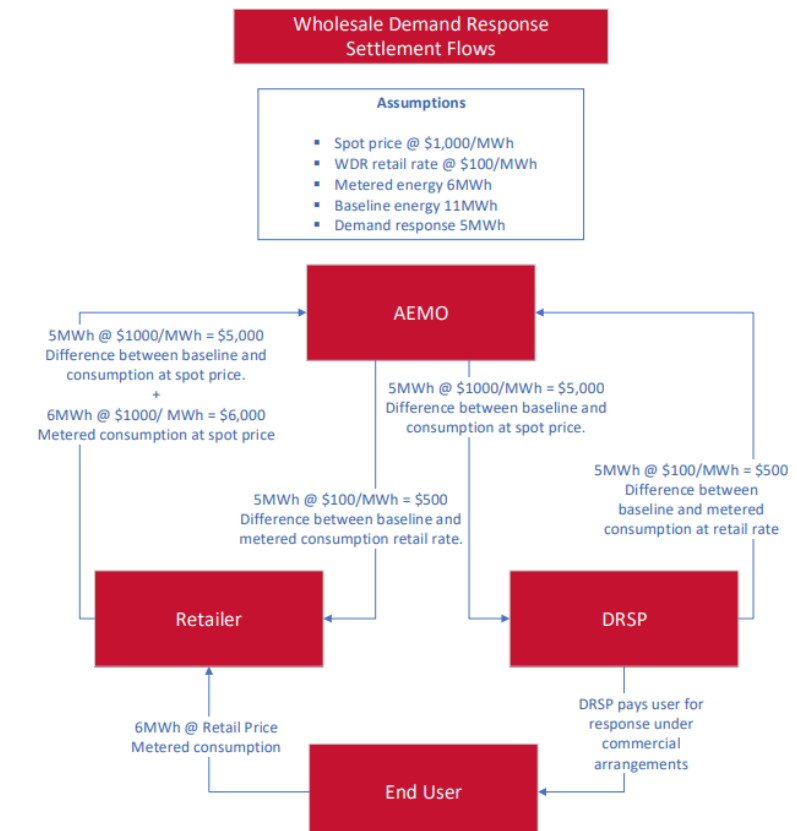 Wholesale Demand Response
Settlement Flows
Assumptions
▪ Spot price @ $1,000/MWh
▪ WDR retail rate @ $100/MWh
▪ Metered energy 6MWh
▪ Baseline energy 11MWh
▪ Demand response 5MWh
AEMO
5MWh @ $1000/MWh = $5,000
Difference between baseline and
consumption at spot price.
+
6MWh @ $1000/ MWh = $6,000
Metered consumption at spot price
5MWh @ $1000/MWh = $5,000
Difference between baseline and
consumption at spot price.
5MWh @ $100/MWh = $500
Difference between baseline and
metered consumption retail rate.
5MWh @ $100/MWh = $500
Difference between
baseline and metered
consumption at retail rate
Retailer
DRSP
6MWh @ Retail Price
Metered consumption
DRSP pays user for
response under
commercial
arrangements
End User